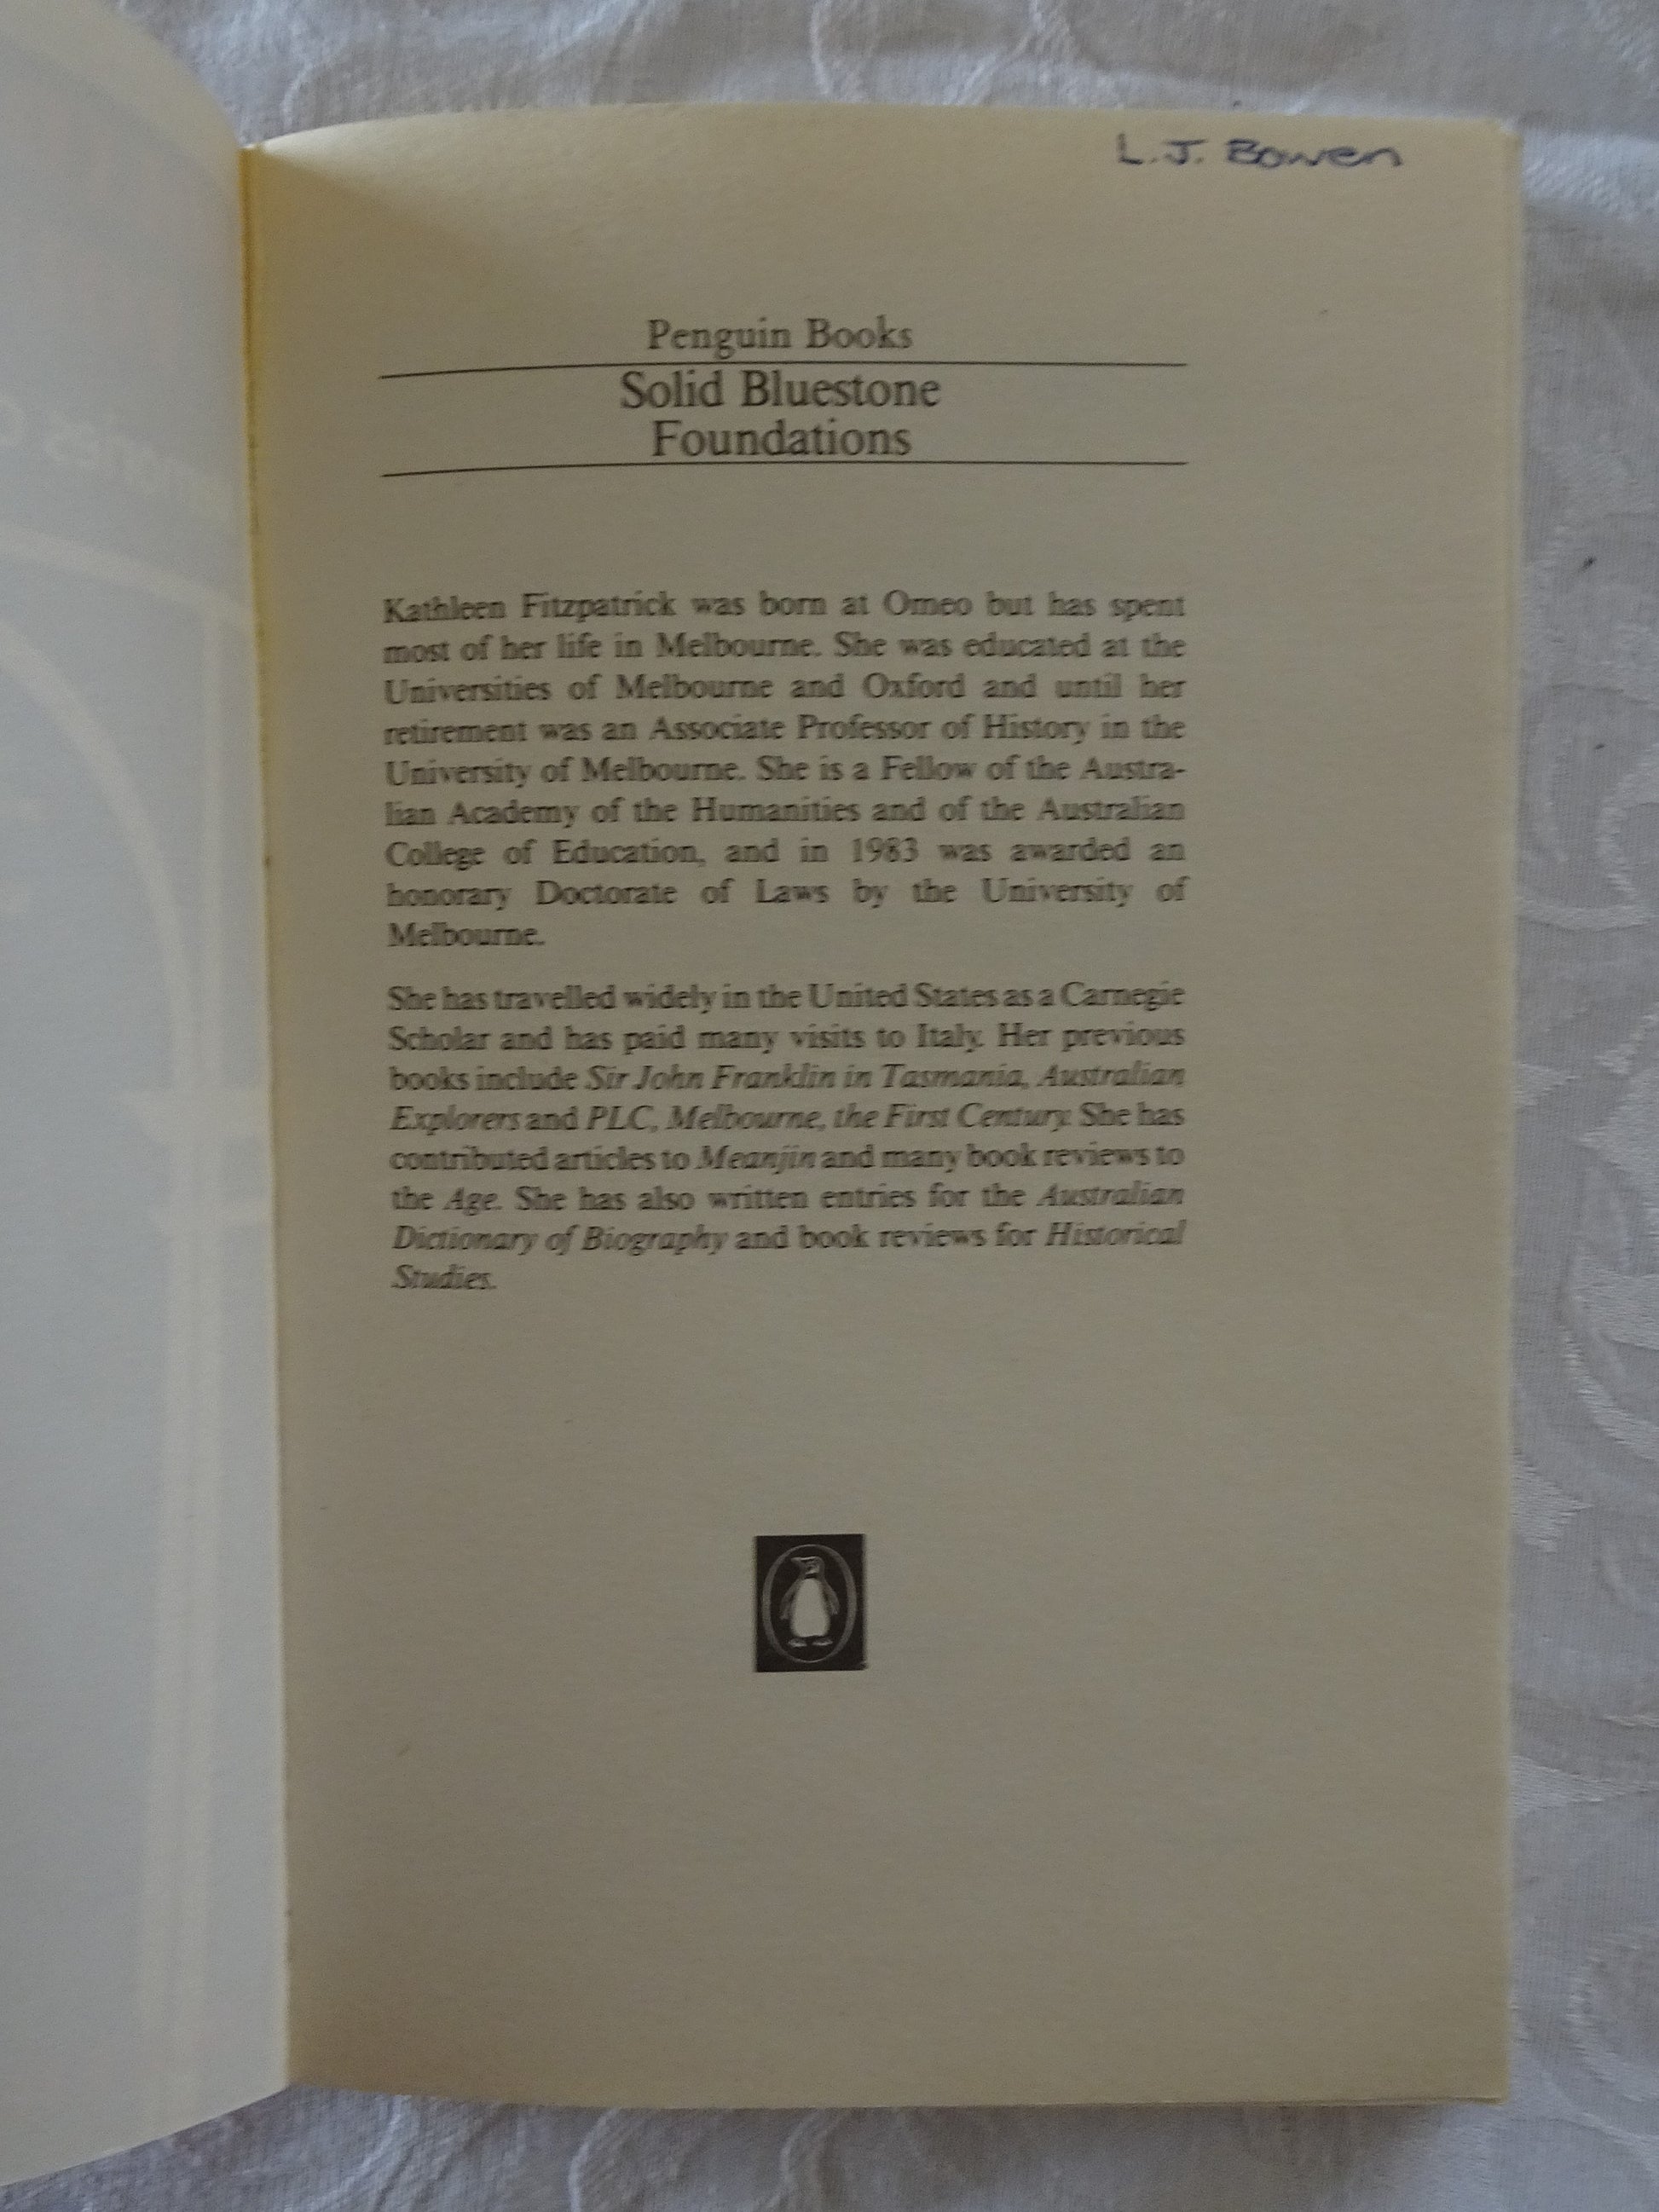 L.J. Bowen
Penguin Books
Solid Bluestone
Foundations
Kathleen Fitzpatrick was born at Omeo but has spent
most of her life in Melbourne. She was educated at the
Universities of Melbourne and Oxford and until her
retirement was an Associate Professor of History in the
University of Melbourne. She is a Fellow of the Austra-
lian Academy of the Humanities and of the Australian
College of Education, and in 1983 was awarded an
honorary Doctorate of Laws by the University of
Melbourne.
She has travelled widely in the United States as a Carnegie
Scholar and has paid many visits to Italy. Her previous
books include Sir John Franklin in Tasmania, Australian
Explorers and PLC, Melbourne, the First Century. She has
contributed articles to Meanjin and many book reviews to
the Age. She has also written entries for the Australian
Dictionary of Biography and book reviews for Historical
Studies.